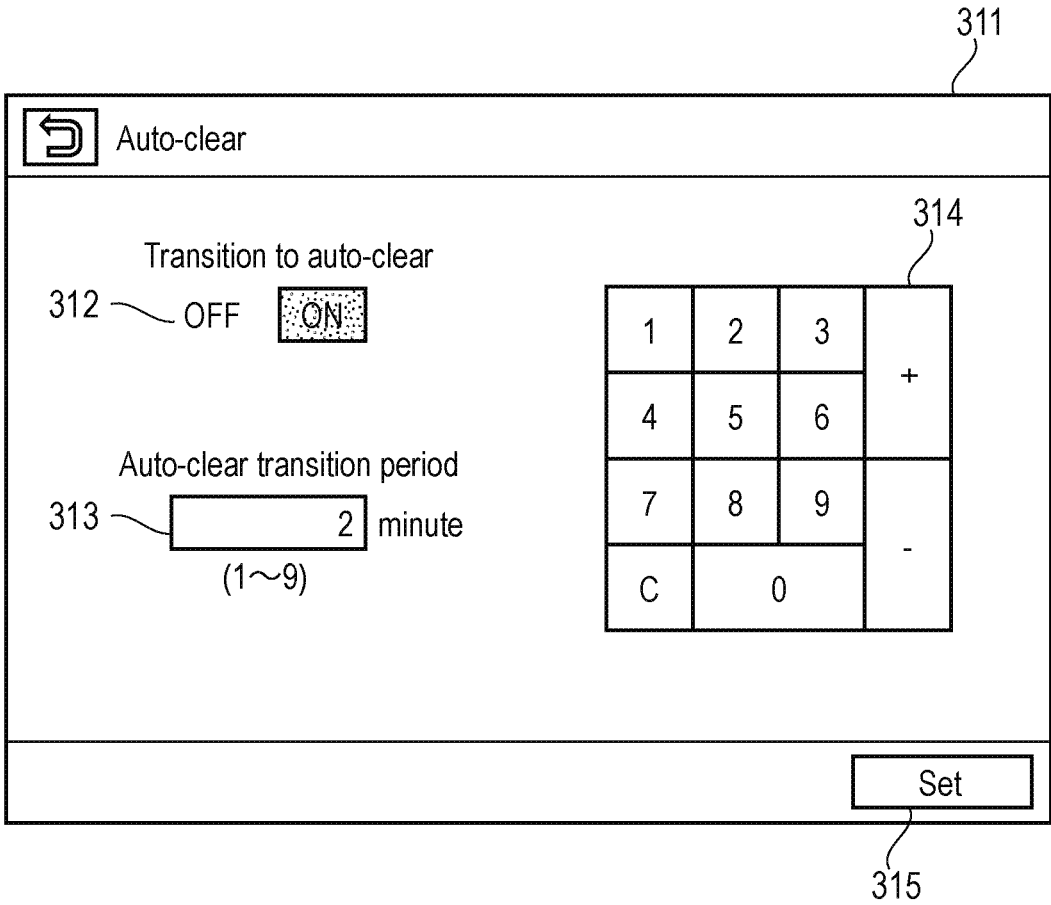 311
Auto-clear
314
Transition to auto-clear
312 OFF ON
1 2 3 +
4 5 6
Auto-clear transition period
313 2 minute
7 8 9 -
(1～9)
C 0
Set
315